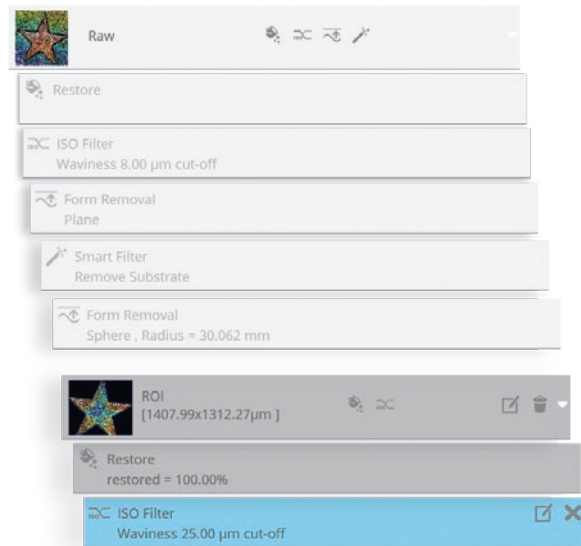 Raw
Restore
ISO Filter
Waviness 8.00 µm cut-off
Form Removal
Plane
Smart Filter
Remove Substrate
Form Removal
Sphere , Radius = 30.062 mm
ROI
[1407.99x1312.27µm ]
Restore
restored = 100.00%
ISO Filter
Waviness 25.00 µm cut-off